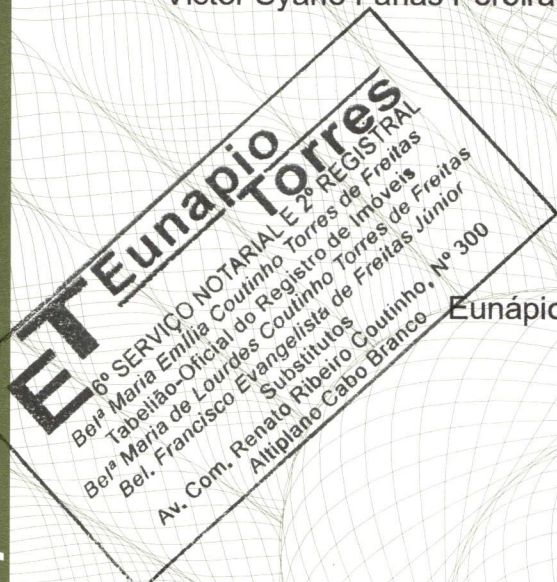 Eunápio
ET Eunapio
Torres
6º SERVIÇO NOTARIAL E 2º REGISTRAL
Belª Maria Emília Coutinho Torres de Freitas
Tabelião-Oficial do Registro de Imóveis
Belª Maria de Lourdes Coutinho Torres de Freitas
Bel. Francisco Evangelista de Freitas Júnior
Substitutos
Av. Com. Renato Ribeiro Coutinho, Nº 300
Altiplano Cabo Branco